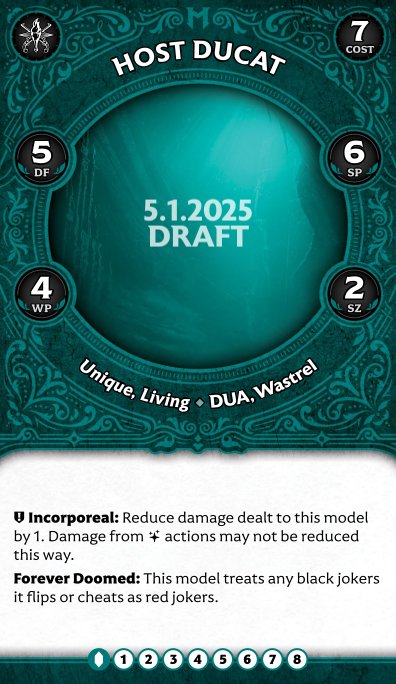 HOST DUCAT
7
COST
5
DF
6
SP
5.1.2025
DRAFT
4
WP
2
SZ
Unique, Living ◆ DUA, Wastrel
Incorporeal: Reduce damage dealt to this model
by 1. Damage from actions may not be reduced
this way.
Forever Doomed: This model treats any black jokers
it flips or cheats as red jokers.
1 2 3 4 5 6 7 8